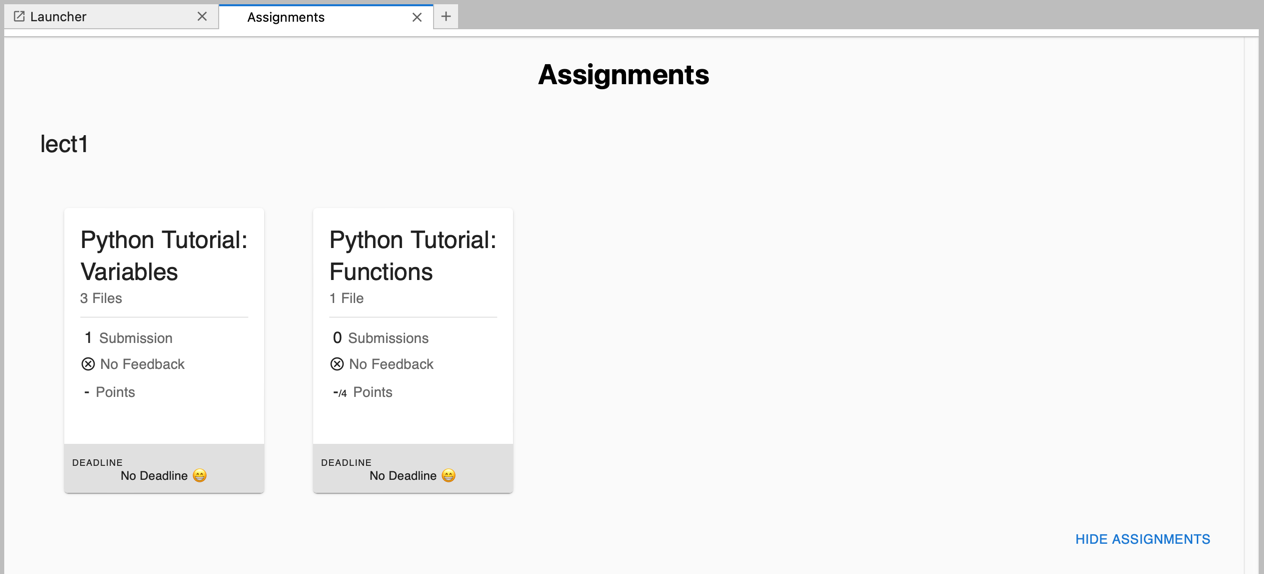 Launcher
Assignments
Assignments
lect1
Python Tutorial:
Variables
3 Files
1 Submission
No Feedback
- Points
DEADLINE
No Deadline 😁
Python Tutorial:
Functions
1 File
0 Submissions
No Feedback
-/4 Points
DEADLINE
No Deadline 😁
HIDE ASSIGNMENTS